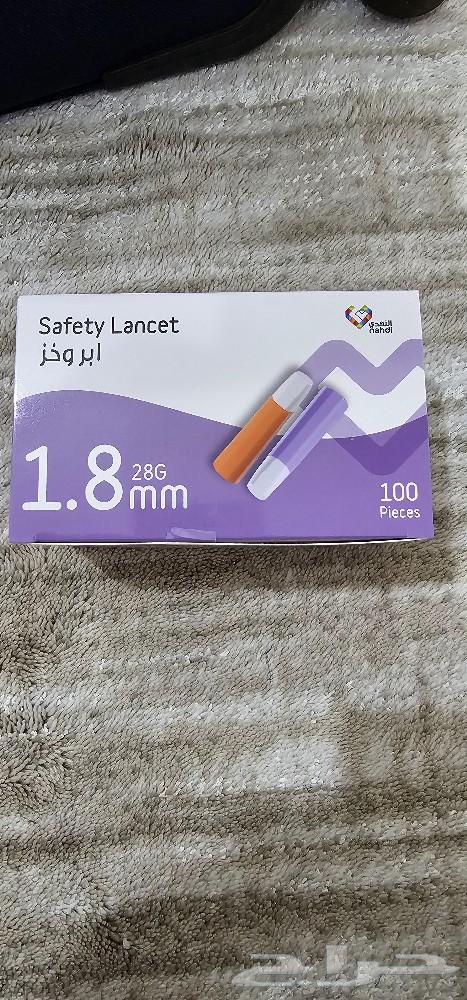 Safety Lancet
ابر وخز
النهدي
nahdi
1.8 mm
28G
100
Pieces
حراج